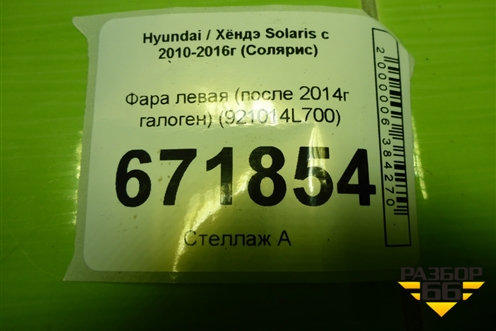 Hyundai / Хёндэ Solaris с
2010-2016г (Солярис)
Фара левая (после 2014г
галоген) (921014L700)
671854
Стеллаж А
2000006384270
РАЗБОР
66